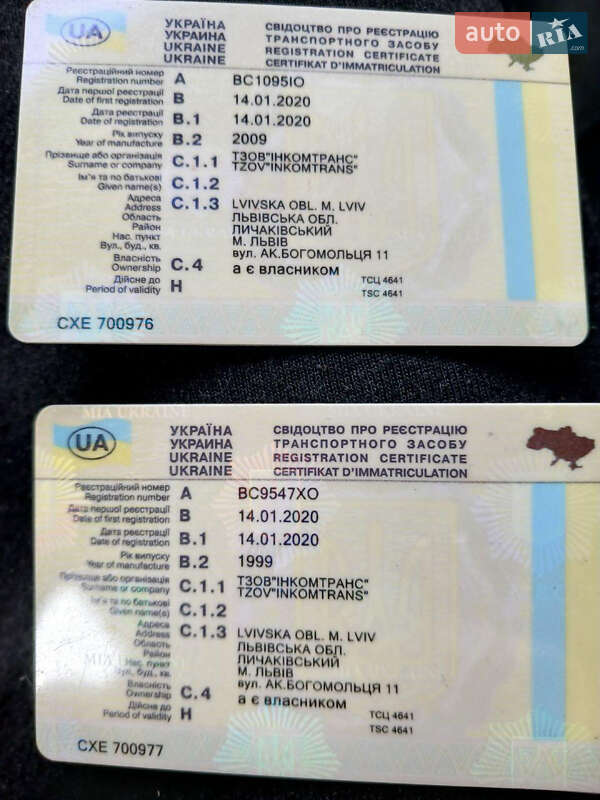 auto RIA .com
UA
УКРАЇНА
УКРАИНА
UKRAINE
UKRAINE
СВІДОЦТВО ПРО РЕЄСТРАЦІЮ
ТРАНСПОРТНОГО ЗАСОБУ
REGISTRATION CERTIFICATE
CERTIFIKAT D'IMMATRICULATION
Реєстраційний номер
Registration number A BC1095IO
Дата першої реєстрації
Date of first registration B 14.01.2020
Дата реєстрації
Date of registration B.1 14.01.2020
Рік випуску
Year of manufacture B.2 2009
Прізвище або організація
Surname or company C.1.1 ТЗОВ"ІНКОМТРАНС"
TZOV"INKOMTRANS"
Ім'я та по батькові
Given name(s) C.1.2
Адреса
Address C.1.3 LVIVSKA OBL. M. LVIV
Область ЛЬВІВСЬКА ОБЛ.
Район ЛИЧАКІВСЬКИЙ
Нас. пункт М. ЛЬВІВ
Вул., буд., кв. вул. АК.БОГОМОЛЬЦЯ 11
Власність
Ownership C.4 а є власником
Дійсне до
Period of validity H
ТСЦ 4641
TSC 4641
СХЕ 700976
MIA UKRAINE
UA
УКРАЇНА
УКРАИНА
UKRAINE
UKRAINE
СВІДОЦТВО ПРО РЕЄСТРАЦІЮ
ТРАНСПОРТНОГО ЗАСОБУ
REGISTRATION CERTIFICATE
CERTIFIKAT D'IMMATRICULATION
Реєстраційний номер
Registration number A BC9547XO
Дата першої реєстрації
Date of first registration B 14.01.2020
Дата реєстрації
Date of registration B.1 14.01.2020
Рік випуску
Year of manufacture B.2 1999
Прізвище або організація
Surname or company C.1.1 ТЗОВ"ІНКОМТРАНС"
TZOV"INKOMTRANS"
Ім'я та по батькові
Given name(s) C.1.2
Адреса
Address C.1.3 LVIVSKA OBL. M. LVIV
Область ЛЬВІВСЬКА ОБЛ.
Район ЛИЧАКІВСЬКИЙ
Нас. пункт М. ЛЬВІВ
Вул., буд., кв. вул. АК.БОГОМОЛЬЦЯ 11
Власність
Ownership C.4 а є власником
Дійсне до
Period of validity H
ТСЦ 4641
TSC 4641
СХЕ 700977